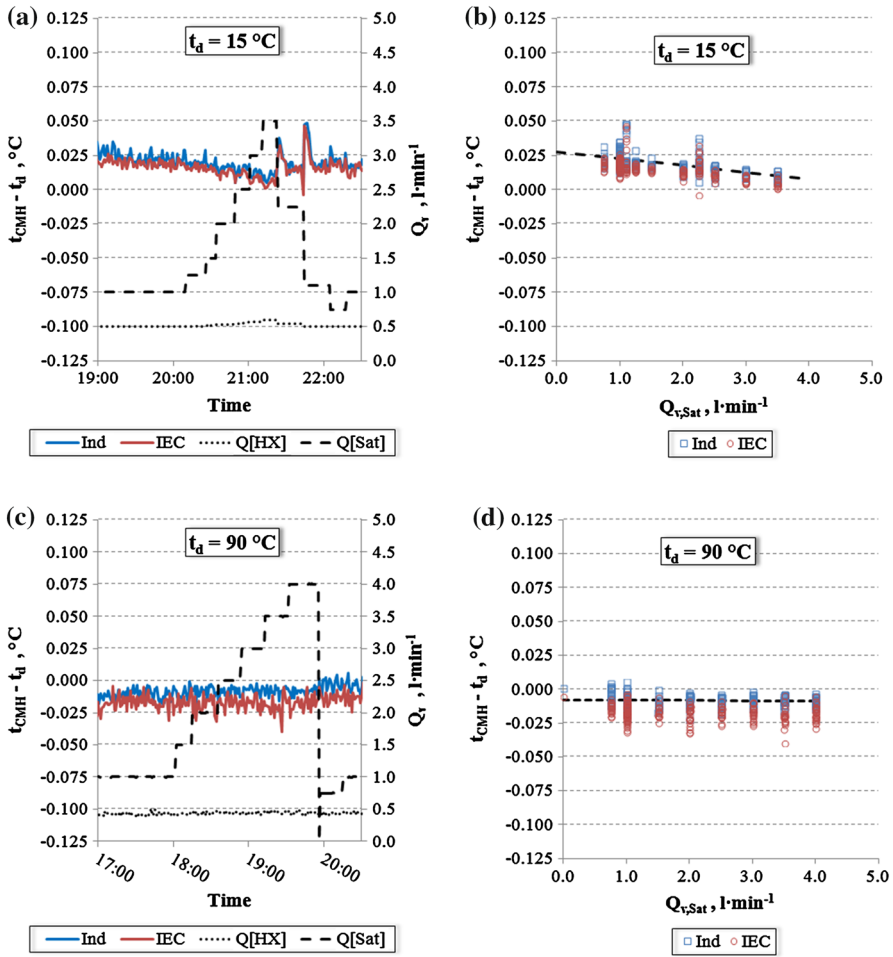 (a)
t_d = 15 °C
0.125
0.100
0.075
0.050
0.025
0.000
-0.025
-0.050
-0.075
-0.100
-0.125
t_CMH - t_d , °C
5.0
4.5
4.0
3.5
3.0
2.5
2.0
1.5
1.0
0.5
0.0
Q_v , l·min⁻¹
19:00 20:00 21:00 22:00
Time
Ind IEC Q[HX] Q[Sat]
(b)
t_d = 15 °C
0.125
0.100
0.075
0.050
0.025
0.000
-0.025
-0.050
-0.075
-0.100
-0.125
t_CMH - t_d , °C
0.0 1.0 2.0 3.0 4.0 5.0
Q_v,Sat , l·min⁻¹
Ind IEC
(c)
t_d = 90 °C
0.125
0.100
0.075
0.050
0.025
0.000
-0.025
-0.050
-0.075
-0.100
-0.125
t_CMH - t_d , °C
5.0
4.5
4.0
3.5
3.0
2.5
2.0
1.5
1.0
0.5
0.0
Q_v , l·min⁻¹
17:00 18:00 19:00 20:00
Time
Ind IEC Q[HX] Q[Sat]
(d)
t_d = 90 °C
0.125
0.100
0.075
0.050
0.025
0.000
-0.025
-0.050
-0.075
-0.100
-0.125
t_CMH - t_d , °C
0.0 1.0 2.0 3.0 4.0 5.0
Q_v,Sat , l·min⁻¹
Ind IEC